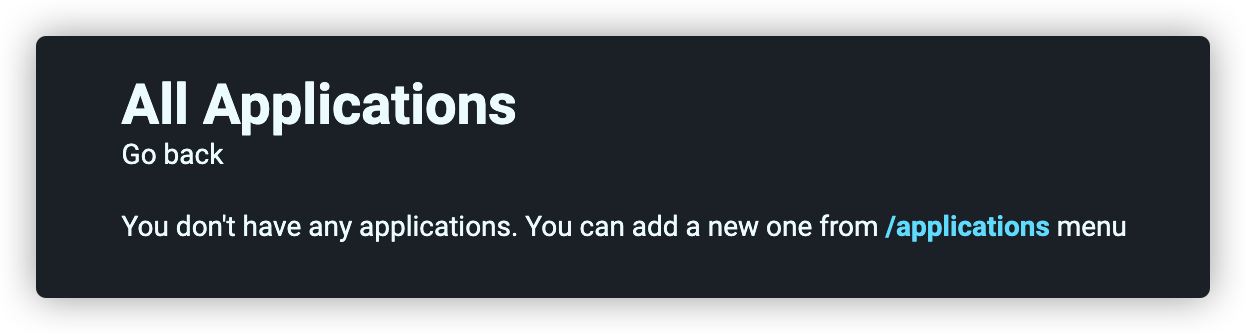 All Applications
Go back
You don't have any applications. You can add a new one from /applications menu